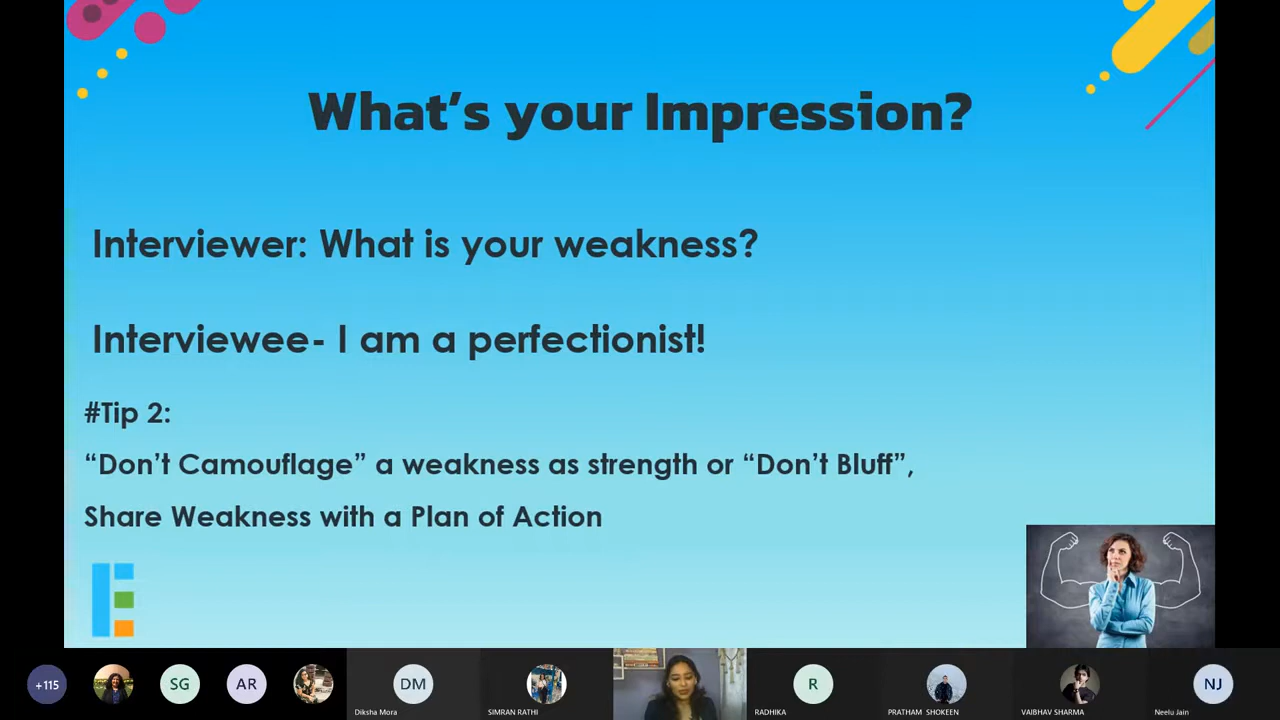 What's your Impression?
Interviewer: What is your weakness?
Interviewee- I am a perfectionist!
#Tip 2:
“Don't Camouflage” a weakness as strength or “Don't Bluff”,
Share Weakness with a Plan of Action
+115
SG
AR
DM
R
NJ
Diksha Mora
SIMRAN RATHI
RADHIKA
PRATHAM SHOKEEN
VAIBHAV SHARMA
Neelu Jain